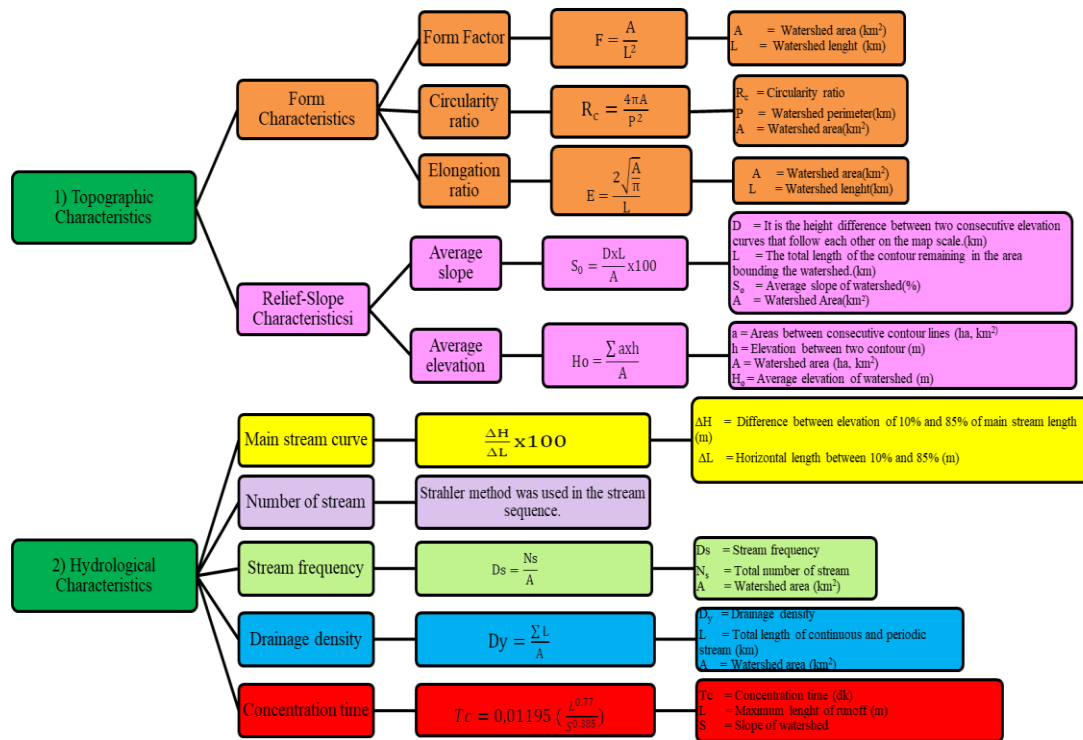 1) Topographic
Characteristics
Form
Characteristics
Form Factor
F = A/L²
A = Watershed area (km²)
L = Watershed lenght (km)
Circularity
ratio
R_c = 4πA/P²
R_c = Circularity ratio
P = Watershed perimeter(km)
A = Watershed area(km²)
Elongation
ratio
E = 2√(A/π)/L
A = Watershed area(km²)
L = Watershed lenght(km)
Relief-Slope
Characteristicsi
Average
slope
S₀ = DxL/A x100
D = It is the height difference between two consecutive elevation
curves that follow each other on the map scale.(km)
L = The total length of the contour remaining in the area
bounding the watershed.(km)
S_o = Average slope of watershed(%)
A = Watershed Area(km²)
Average
elevation
Ho = ∑ axh/A
a = Areas between consecutive contour lines (ha, km²)
h = Elevation between two contour (m)
A = Watershed area (ha, km²)
H_o = Average elevation of watershed (m)
2) Hydrological
Characteristics
Main stream curve
ΔH/ΔL x100
ΔH = Difference between elevation of 10% and 85% of main stream length
(m)
ΔL = Horizontal length between 10% and 85% (m)
Number of stream
Strahler method was used in the stream
sequence.
Stream frequency
Ds = Ns/A
Ds = Stream frequency
N_s = Total number of stream
A = Watershed area (km²)
Drainage density
Dy = ∑ L/A
D_y = Drainage density
L = Total length of continuous and periodic
stream (km)
A = Watershed area (km²)
Concentration time
Tc = 0,01195 (L^0.77/S^0.385)
Tc = Concentration time (dk)
L = Maximum lenght of runoff (m)
S = Slope of watershed